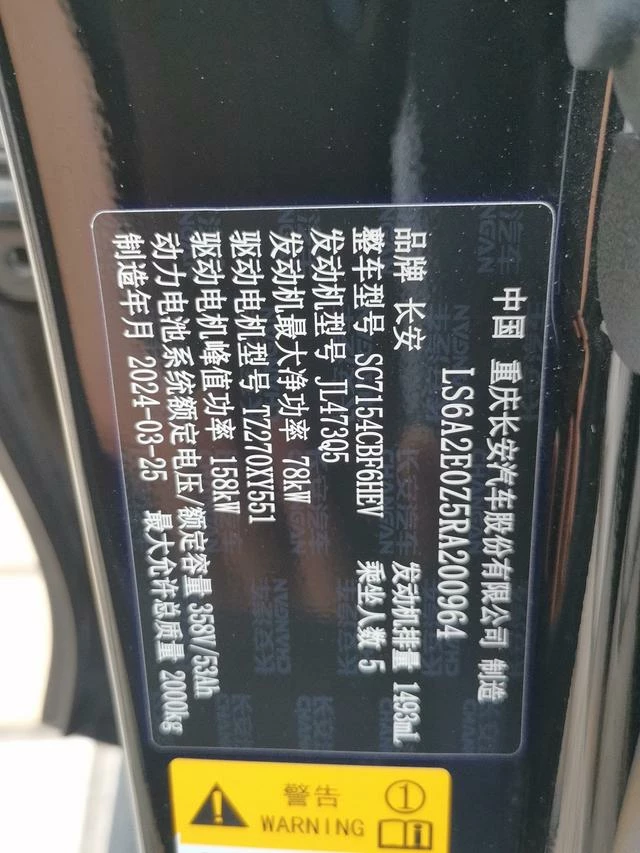 中国 重庆长安汽车股份有限公司 制造
LS6A2E0Z5RA200964
品牌 长安 发动机排量 1493mL
整车型号 SC7154CBF6HEV 乘坐人数 5
发动机型号 JL473Q5
发动机最大净功率 78kW
驱动电机型号 TZ270XY551
驱动电机峰值功率 158kW
动力电池系统额定电压/额定容量 358V/53Ah
制造年月 2024-03-25 最大允许总质量 2000kg
警告 ①
WARNING